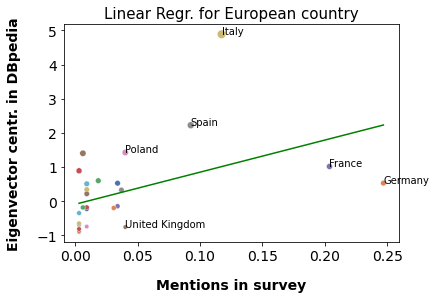 Linear Regr. for European country
Eigenvector centr. in DBpedia
5
4
3
2
1
0
−1
Italy
Spain
Poland
France
Germany
United Kingdom
0.00 0.05 0.10 0.15 0.20 0.25
Mentions in survey